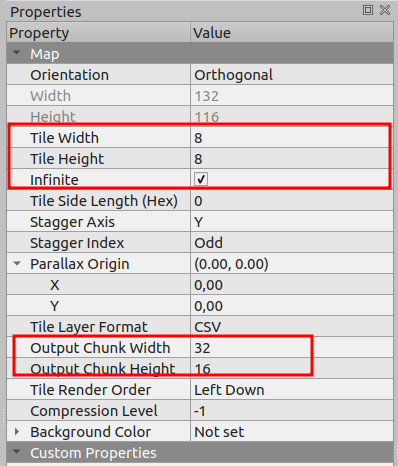 Properties
Property Value
Map
Orientation Orthogonal
Width 132
Height 116
Tile Width 8
Tile Height 8
Infinite
Tile Side Length (Hex) 0
Stagger Axis Y
Stagger Index Odd
Parallax Origin (0.00, 0.00)
X 0,00
Y 0,00
Tile Layer Format CSV
Output Chunk Width 32
Output Chunk Height 16
Tile Render Order Left Down
Compression Level -1
Background Color Not set
Custom Properties